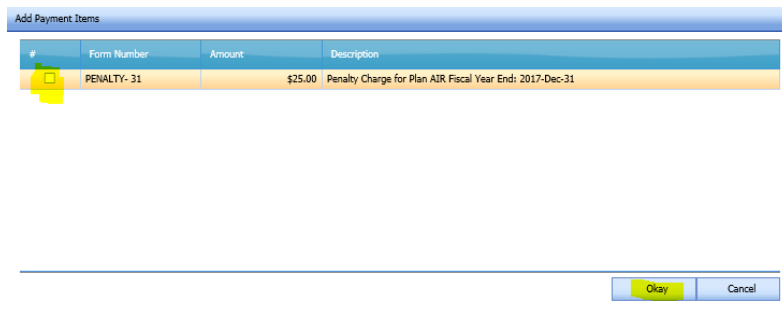 Add Payment Items
# Form Number Amount Description
PENALTY- 31 $25.00 Penalty Charge for Plan AIR Fiscal Year End: 2017-Dec-31
Okay Cancel